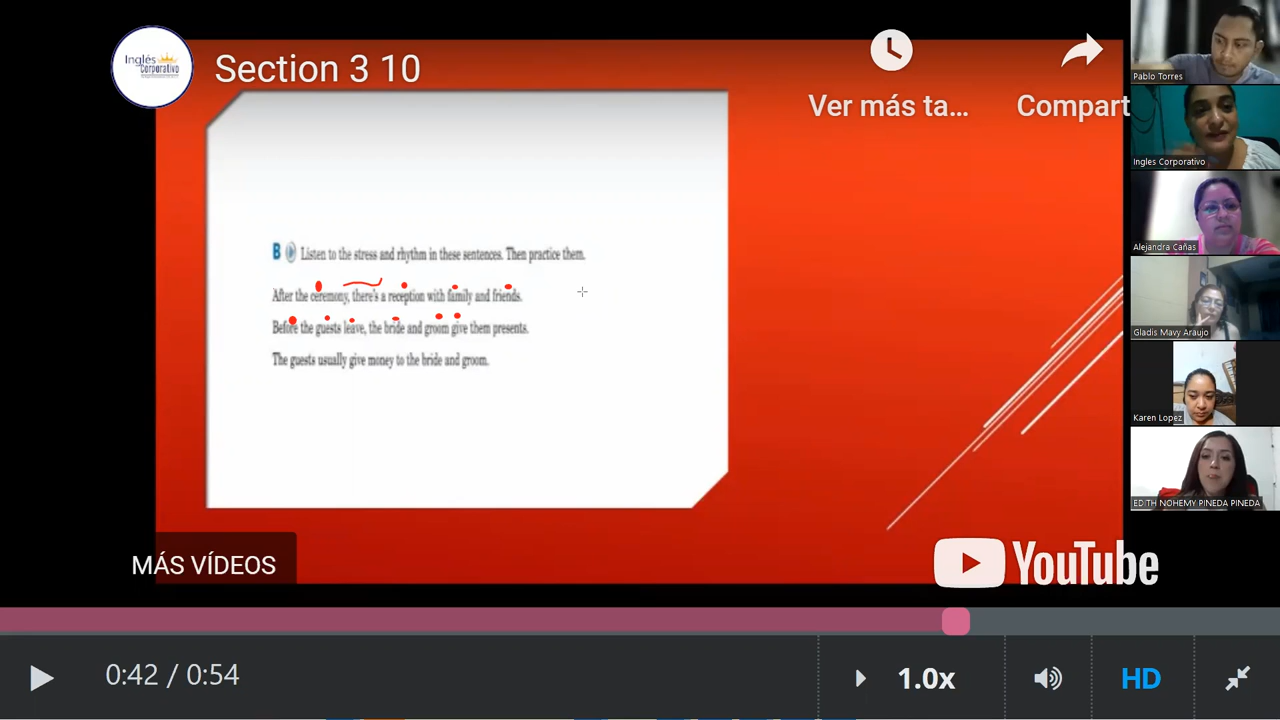 Inglés
Corporativo
Section 3 10
Ver más ta...
Compart
B Listen to the stress and rhythm in these sentences. Then practice them.
After the ceremony, there's a reception with family and friends.
Before the guests leave, the bride and groom give them presents.
The guests usually give money to the bride and groom.
MÁS VÍDEOS
YouTube
0:42 / 0:54
1.0x
HD
Pablo Torres
Ingles Corporativo
Alejandra Cañas
Gladis Mavy Araujo
Karen Lopez
EDITH NOHEMY PINEDA PINEDA